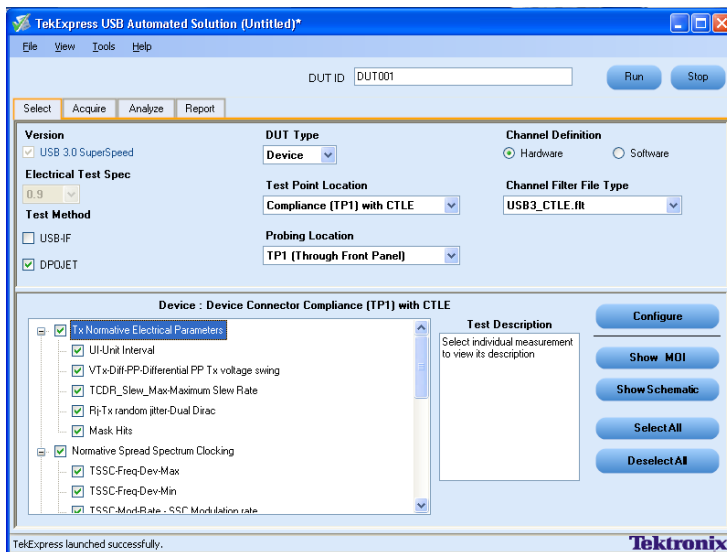 TekExpress USB Automated Solution (Untitled)*
File View Tools Help
DUT ID DUT001 Run Stop
Select Acquire Analyze Report
Version
USB 3.0 SuperSpeed
Electrical Test Spec
0.9
Test Method
USB-IF
DPOJET
DUT Type
Device
Test Point Location
Compliance (TP1) with CTLE
Probing Location
TP1 (Through Front Panel)
Channel Definition
Hardware Software
Channel Filter File Type
USB3_CTLE.flt
Device : Device Connector Compliance (TP1) with CTLE
Tx Normative Electrical Parameters
UI-Unit Interval
VTx-Diff-PP-Differential PP Tx voltage swing
TCDR_Slew_Max-Maximum Slew Rate
Rj-Tx random jitter-Dual Dirac
Mask Hits
Normative Spread Spectrum Clocking
TSSC-Freq-Dev-Max
TSSC-Freq-Dev-Min
TSSC-Mod-Rate - SSC Modulation rate
Test Description
Select individual measurement
to view its description
Configure
Show MOI
Show Schematic
Select All
Deselect All
TekExpress launched successfully.
Tektronix